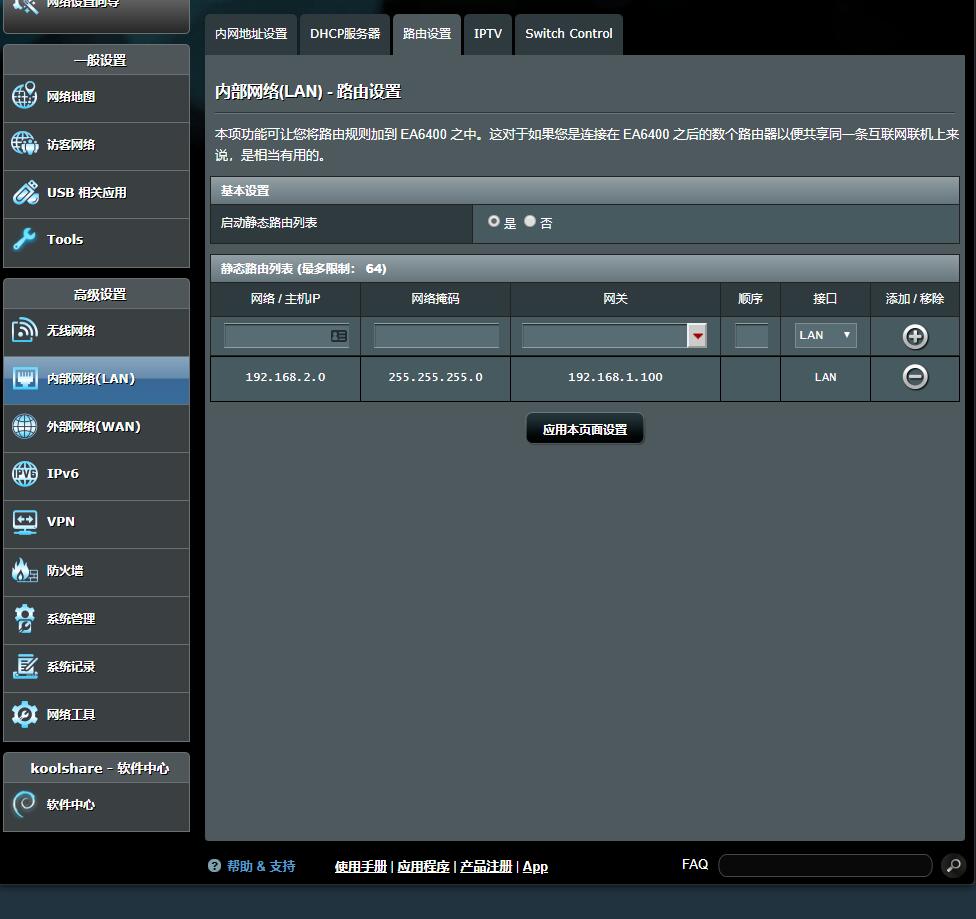 网络设置向导
一般设置
网络地图
访客网络
USB 相关应用
Tools
高级设置
无线网络
内部网络(LAN)
外部网络(WAN)
IPv6
VPN
防火墙
系统管理
系统记录
网络工具
koolshare - 软件中心
软件中心
内网地址设置 DHCP服务器 路由设置 IPTV Switch Control
内部网络(LAN) - 路由设置
本项功能可让您将路由规则加到 EA6400 之中。这对于如果您是连接在 EA6400 之后的数个路由器以便共享同一条互联网联机上来
说，是相当有用的。
基本设置
启动静态路由列表 是 否
静态路由列表 (最多限制： 64)
网络 / 主机IP 网络掩码 网关 顺序 接口 添加 / 移除
LAN
192.168.2.0 255.255.255.0 192.168.1.100 LAN
应用本页面设置
帮助 & 支持 使用手册 | 应用程序 | 产品注册 | App FAQ